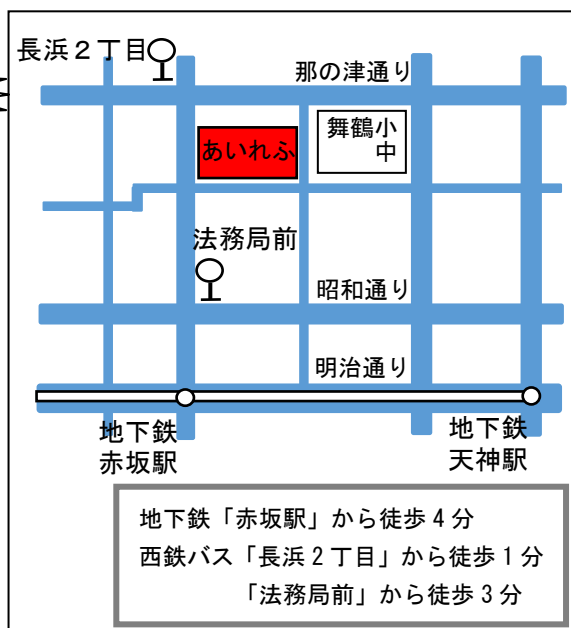 長浜２丁目
那の津通り
あいれふ
舞鶴小
中
法務局前
昭和通り
明治通り
地下鉄
赤坂駅
地下鉄
天神駅
地下鉄「赤坂駅」から徒歩４分
西鉄バス「長浜２丁目」から徒歩１分
「法務局前」から徒歩３分